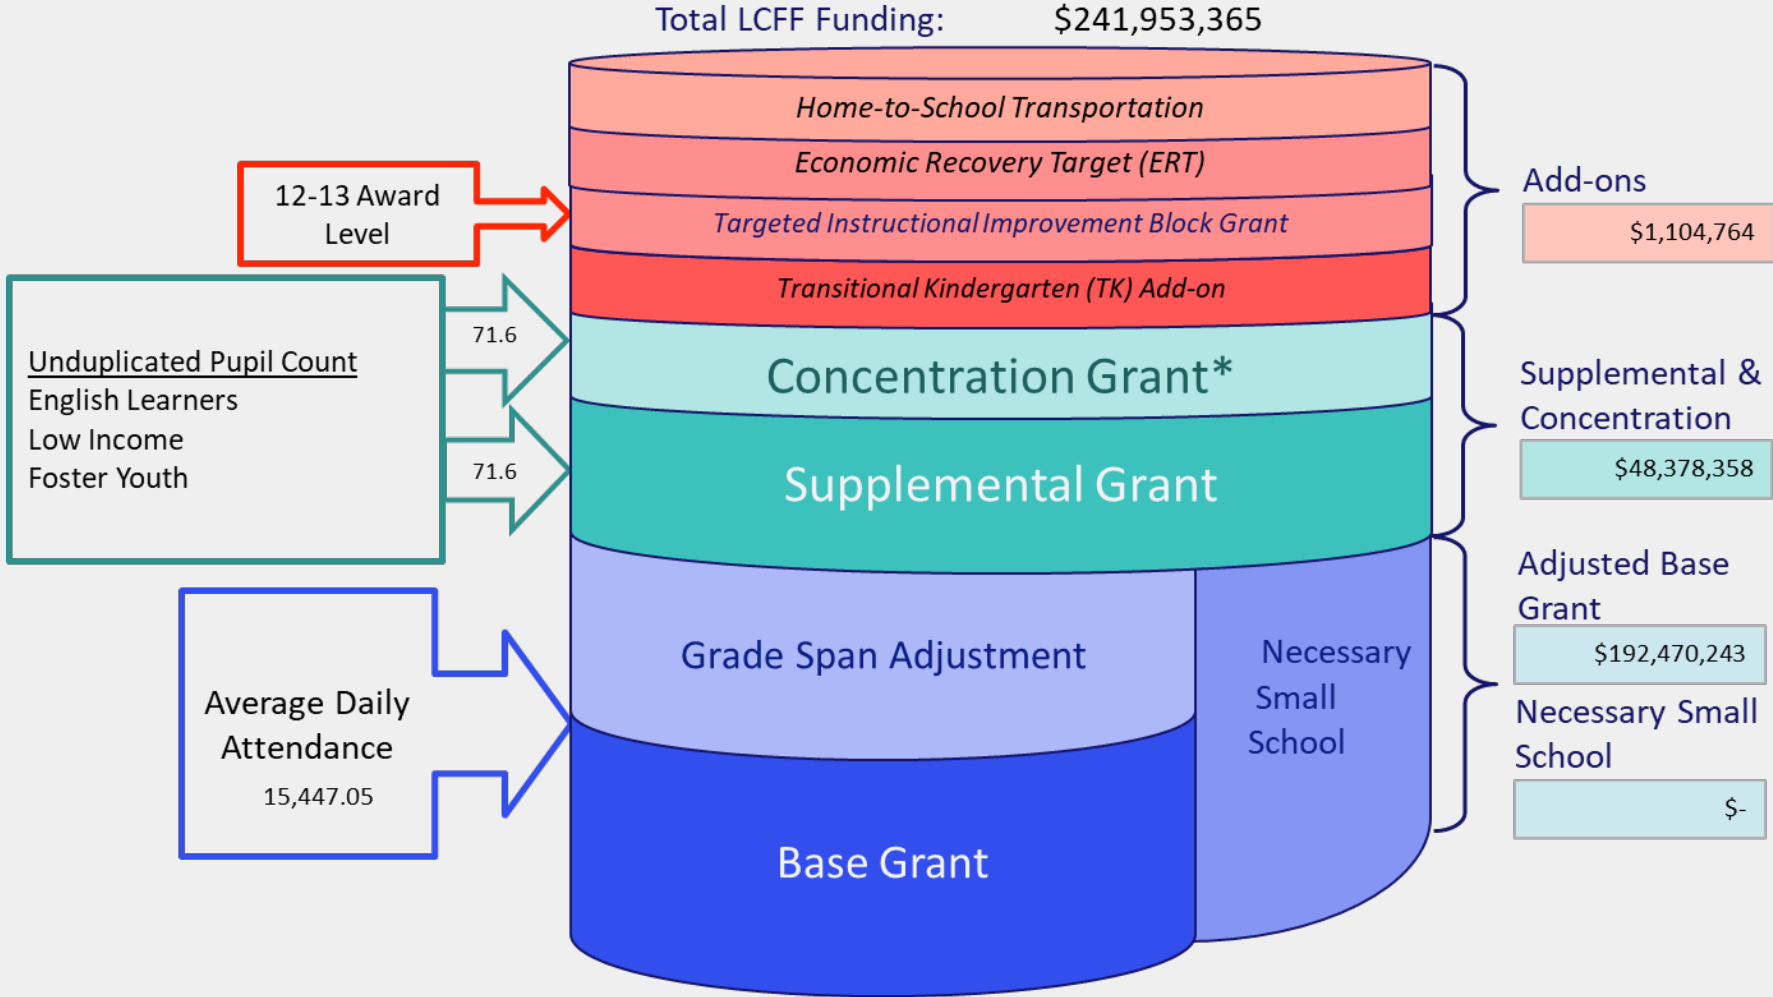 Total LCFF Funding: $241,953,365
Home-to-School Transportation
Economic Recovery Target (ERT)
Targeted Instructional Improvement Block Grant
Transitional Kindergarten (TK) Add-on
Concentration Grant*
Supplemental Grant
Grade Span Adjustment
Base Grant
Necessary
Small
School
12-13 Award
Level
Unduplicated Pupil Count
English Learners
Low Income
Foster Youth
71.6
71.6
Average Daily
Attendance
15,447.05
Add-ons
$1,104,764
Supplemental &
Concentration
$48,378,358
Adjusted Base
Grant
$192,470,243
Necessary Small
School
$-